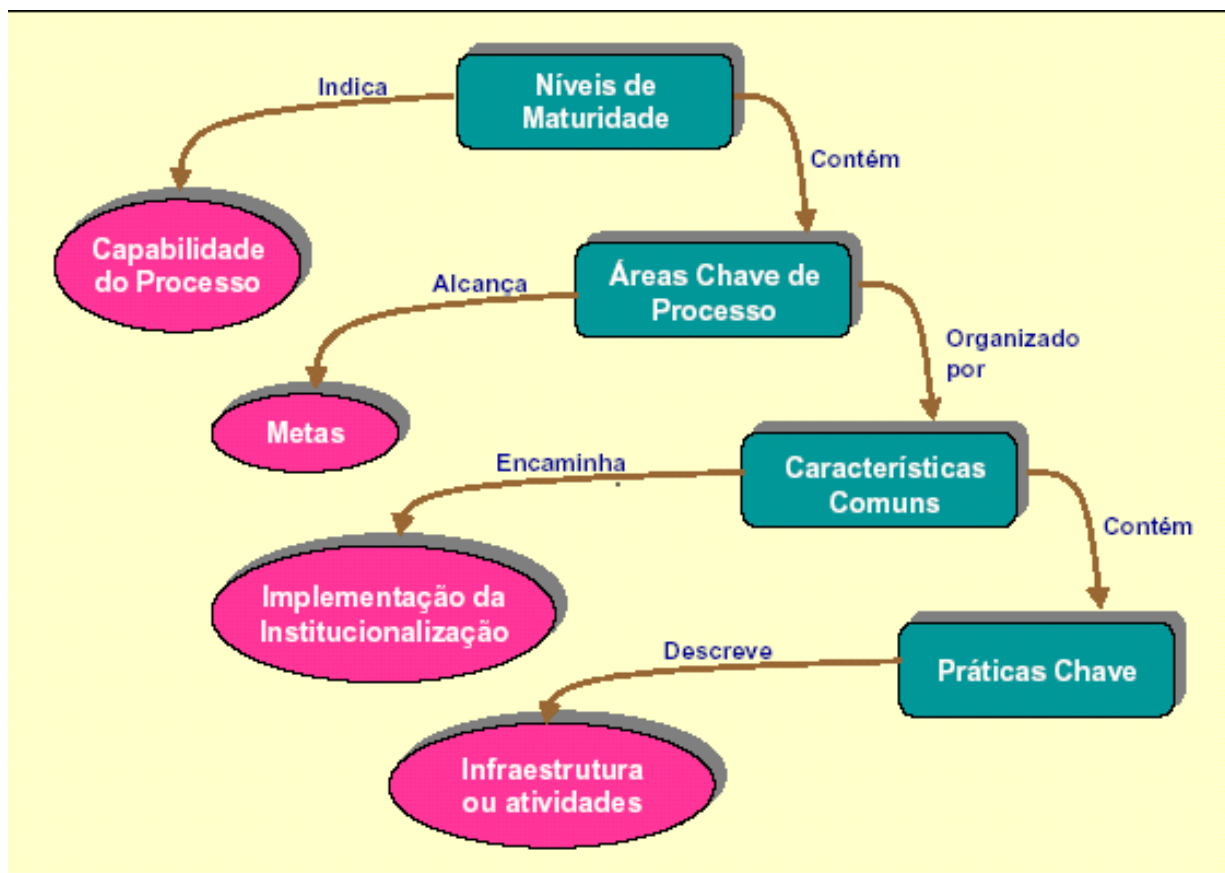 Níveis de
Maturidade
Indica
Contém
Capabilidade
do Processo
Áreas Chave de
Processo
Alcança
Organizado
por
Metas
Características
Comuns
Encaminha
Contém
Implementação da
Institucionalização
Práticas Chave
Descreve
Infraestrutura
ou atividades